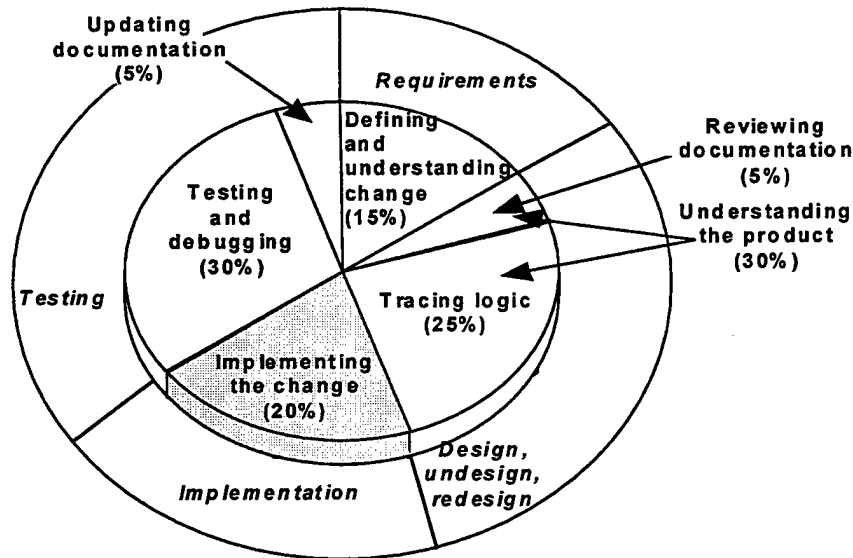 Updating
documentation
(5%)
Requirements
Defining
and
understanding
change
(15%)
Reviewing
documentation
(5%)
Understanding
the product
(30%)
Testing
and
debugging
(30%)
Testing
Tracing logic
(25%)
Implementing
the change
(20%)
Design,
undesign,
redesign
Implementation